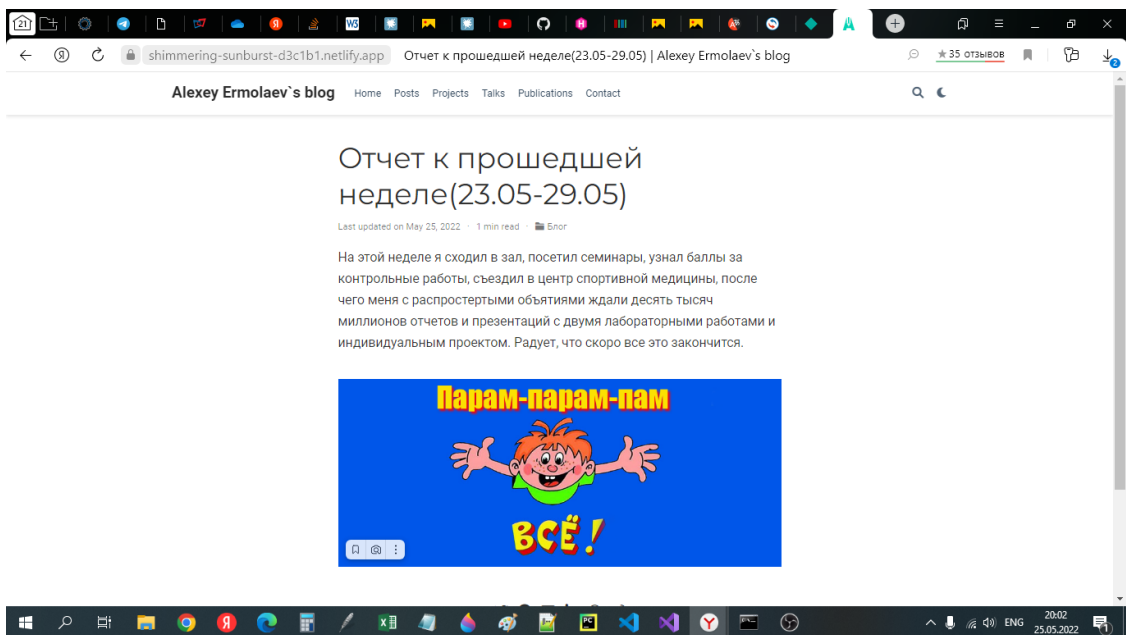 21
shimmering-sunburst-d3c1b1.netlify.app Отчет к прошедшей неделе(23.05-29.05) | Alexey Ermolaev`s blog ★ 35 отзывов
2
Alexey Ermolaev`s blog Home Posts Projects Talks Publications Contact
Отчет к прошедшей
неделе(23.05-29.05)
Last updated on May 25, 2022 · 1 min read · Блог
На этой неделе я сходил в зал, посетил семинары, узнал баллы за
контрольные работы, съездил в центр спортивной медицины, после
чего меня с распростертыми объятиями ждали десять тысяч
миллионов отчетов и презентаций с двумя лабораторными работами и
индивидуальным проектом. Радует, что скоро все это закончится.
Парам-парам-пам
ВСЁ!
ENG 20:02
25.05.2022
1